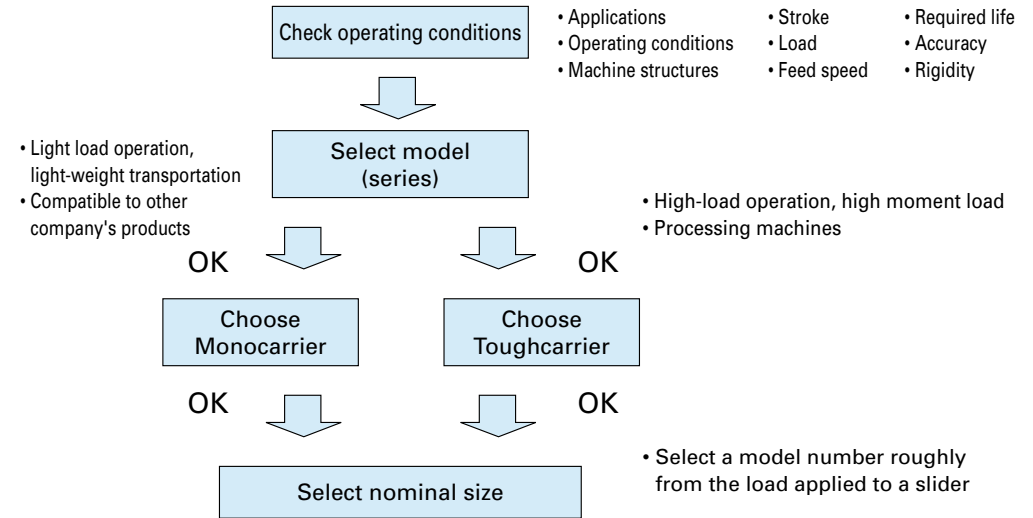 Check operating conditions
• Applications
• Operating conditions
• Machine structures
• Stroke
• Load
• Feed speed
• Required life
• Accuracy
• Rigidity
Select model
(series)
• Light load operation,
light-weight transportation
• Compatible to other
company's products
• High-load operation, high moment load
• Processing machines
OK
OK
Choose
Monocarrier
Choose
Toughcarrier
OK
OK
Select nominal size
• Select a model number roughly
from the load applied to a slider